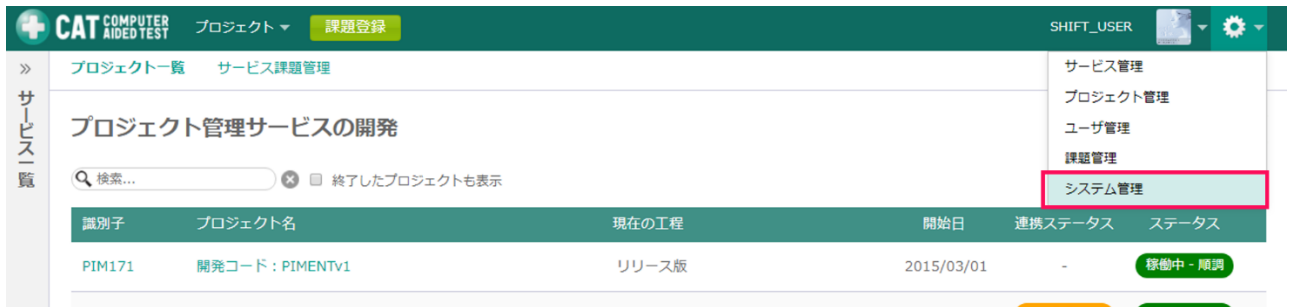 CAT COMPUTER AIDED TEST プロジェクト 課題登録 SHIFT_USER
サービス一覧
プロジェクト一覧 サービス課題管理
サービス管理
プロジェクト管理
ユーザ管理
課題管理
システム管理
プロジェクト管理サービスの開発
検索... 終了したプロジェクトも表示
識別子 プロジェクト名 現在の工程 開始日 連携ステータス ステータス
PIM171 開発コード：PIMENTv1 リリース版 2015/03/01 - 稼働中 - 順調